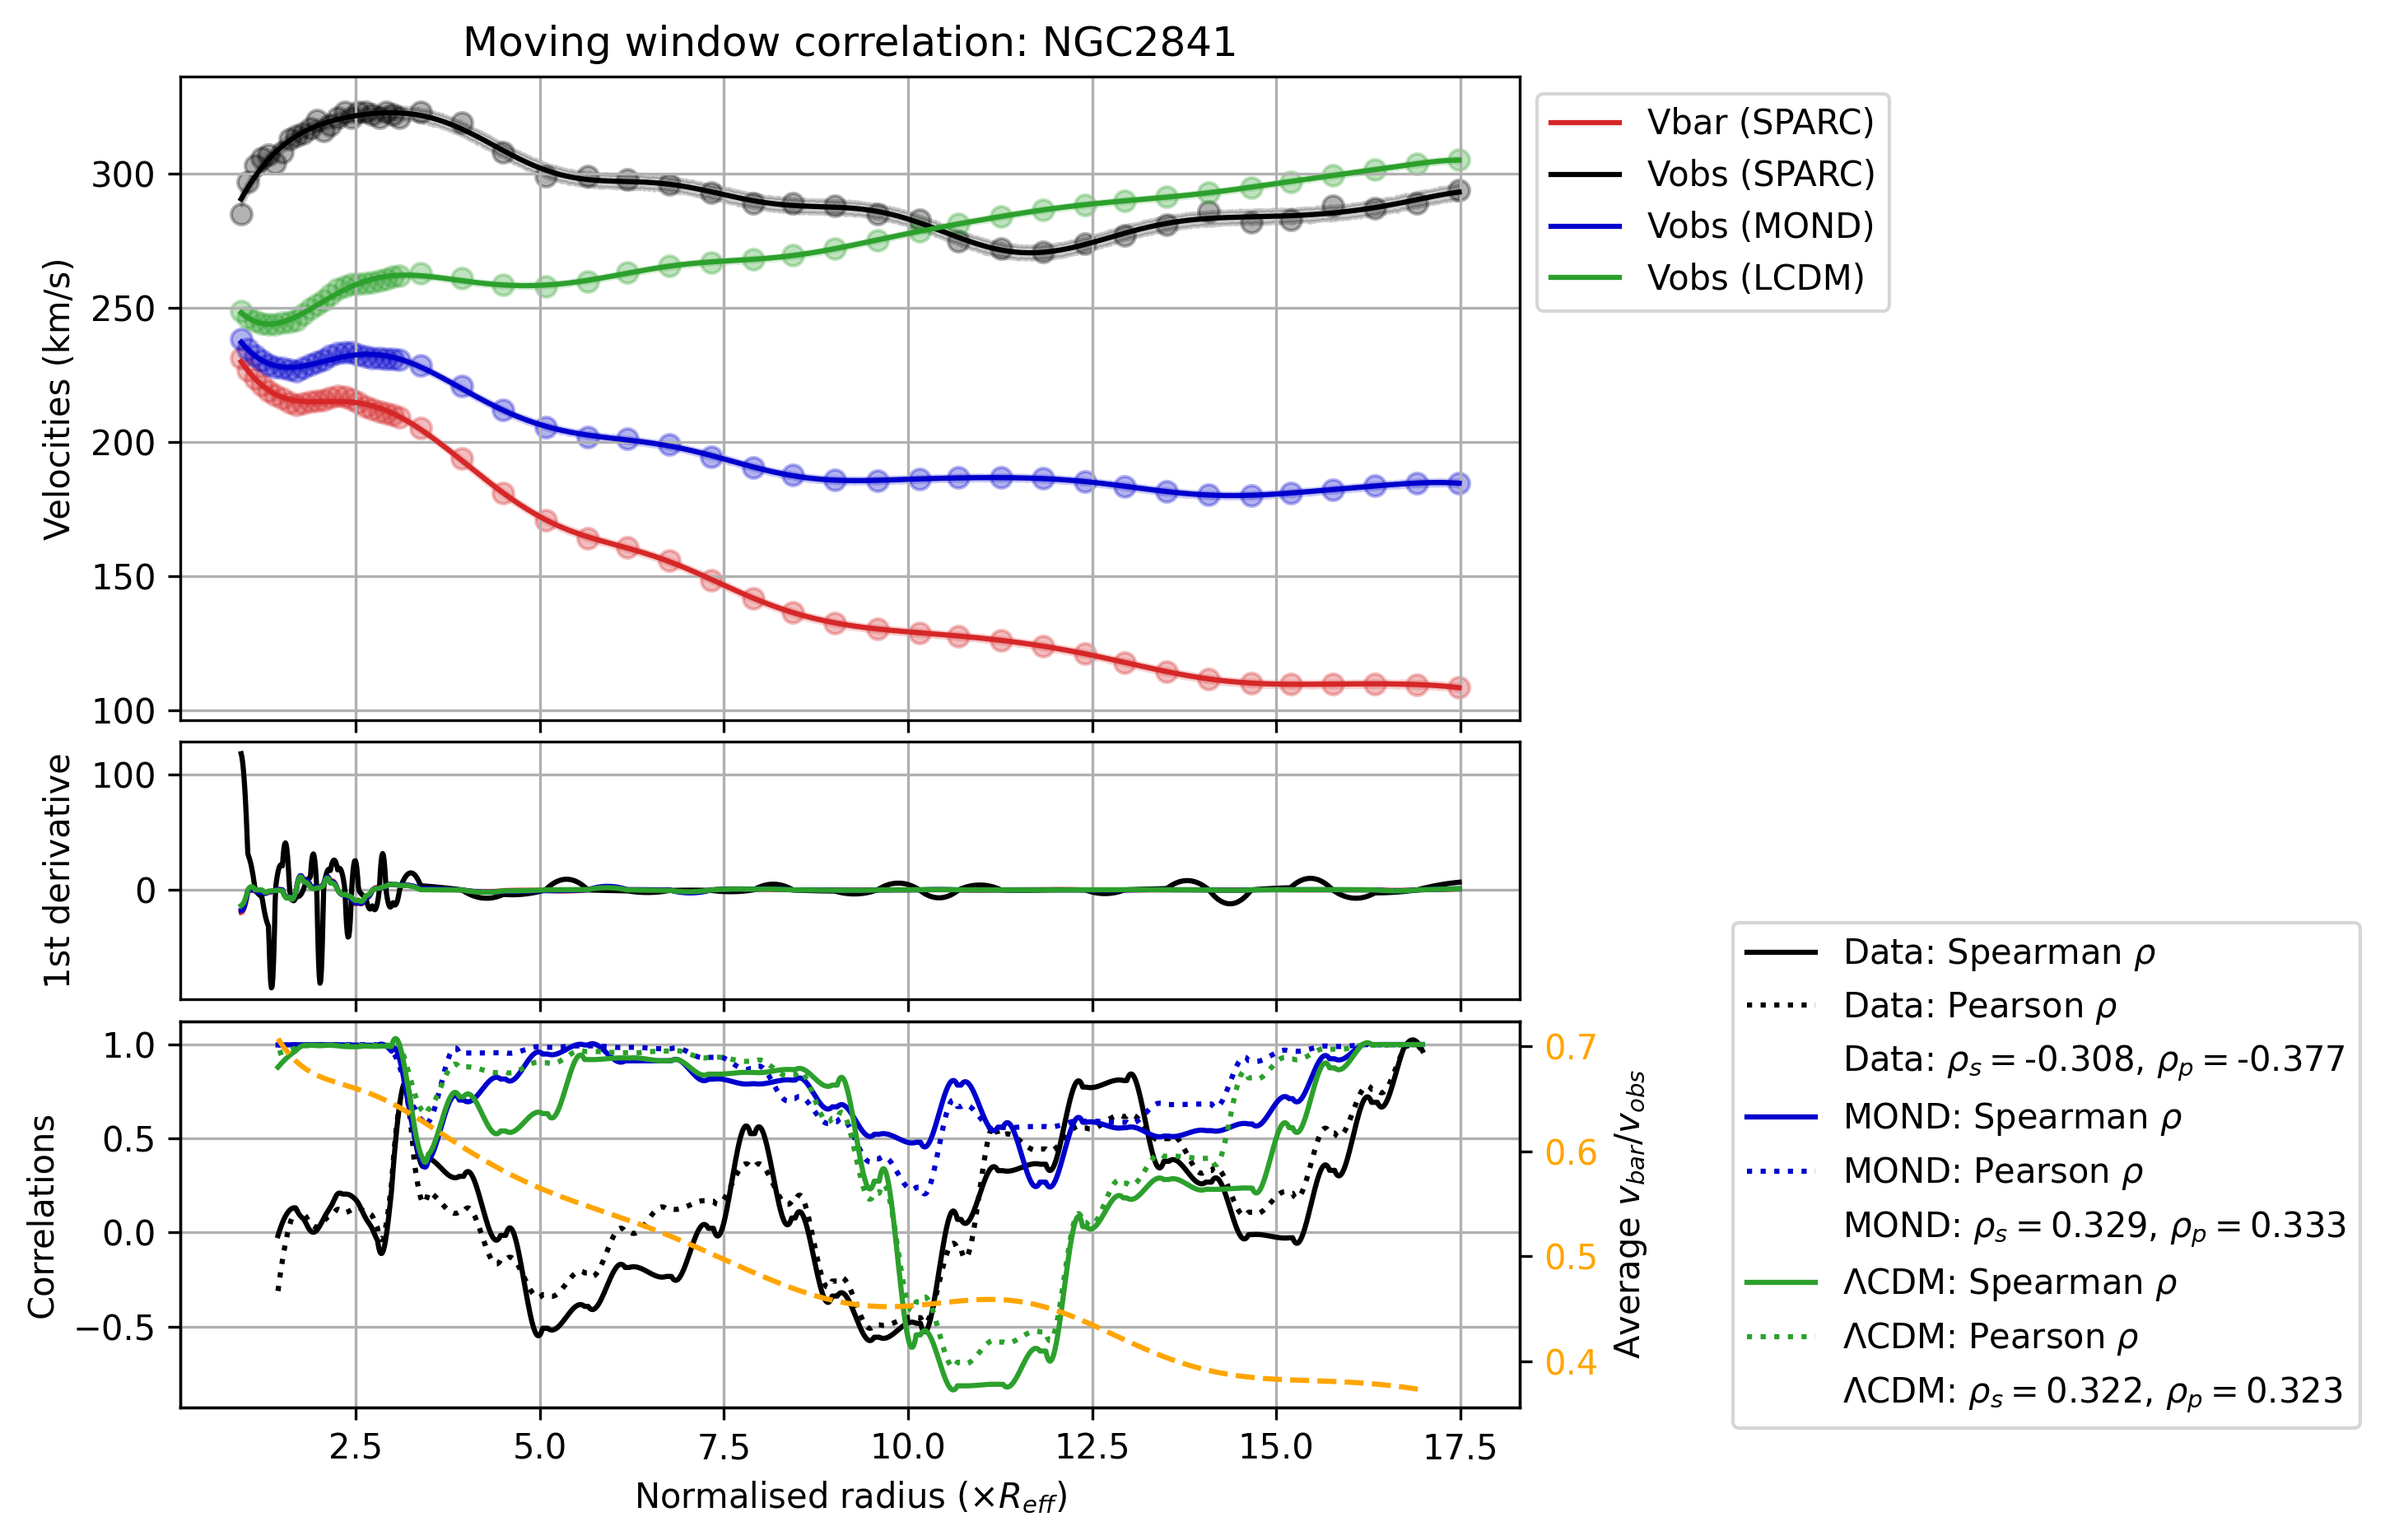 Moving window correlation: NGC2841
Velocities (km/s)
300
250
200
150
100
Vbar (SPARC)
Vobs (SPARC)
Vobs (MOND)
Vobs (LCDM)
1st derivative
100
0
Correlations
1.0
0.5
0.0
−0.5
0.7
0.6
0.5
0.4
Average v_bar/v_obs
2.5 5.0 7.5 10.0 12.5 15.0 17.5
Normalised radius (×R_eff)
Data: Spearman ρ
Data: Pearson ρ
Data: ρ_s = -0.308, ρ_p = -0.377
MOND: Spearman ρ
MOND: Pearson ρ
MOND: ρ_s = 0.329, ρ_p = 0.333
ΛCDM: Spearman ρ
ΛCDM: Pearson ρ
ΛCDM: ρ_s = 0.322, ρ_p = 0.323